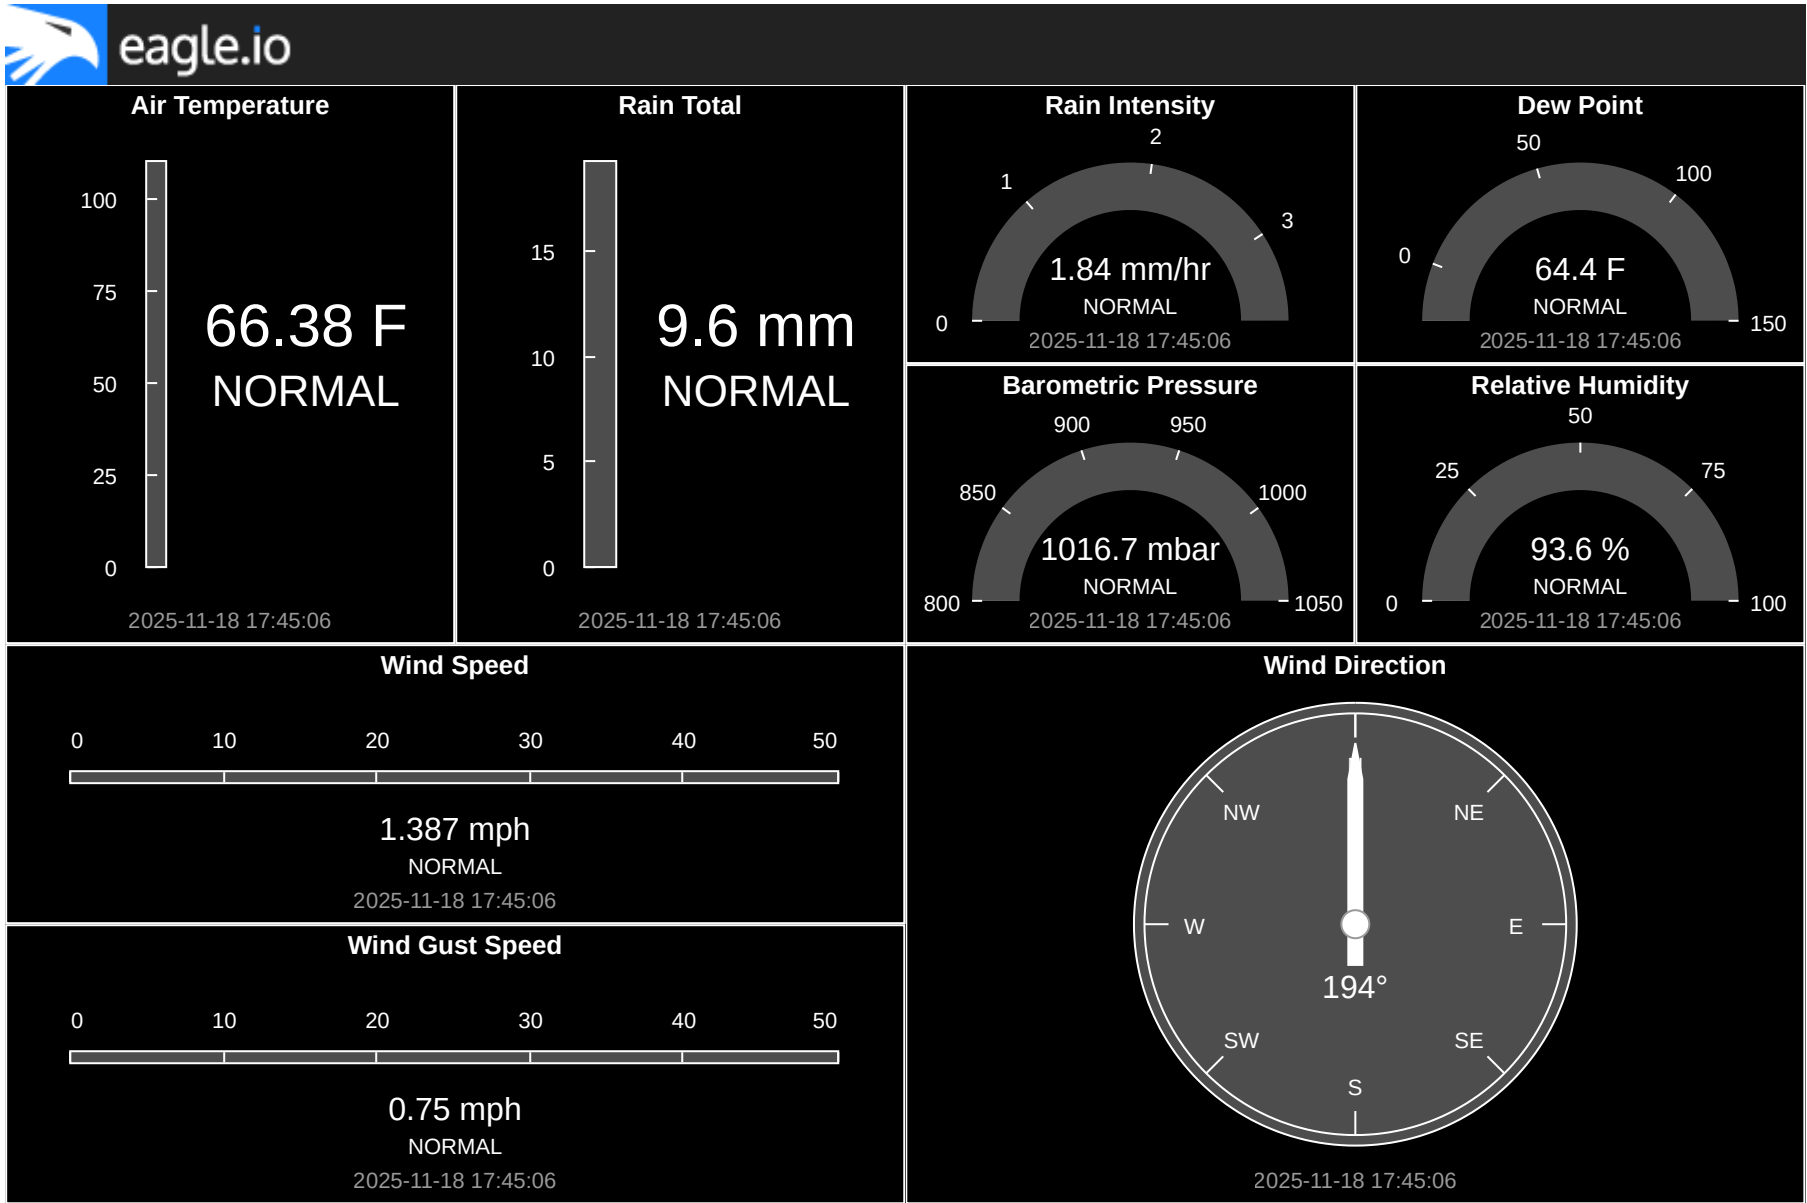 eagle.io
Air Temperature
100
75
50
25
0
66.38 F
NORMAL
2025-11-18 17:45:06
Rain Total
15
10
5
0
9.6 mm
NORMAL
2025-11-18 17:45:06
Rain Intensity
0
1
2
3
1.84 mm/hr
NORMAL
2025-11-18 17:45:06
Dew Point
0
50
100
150
64.4 F
NORMAL
2025-11-18 17:45:06
Barometric Pressure
800
850
900
950
1000
1050
1016.7 mbar
NORMAL
2025-11-18 17:45:06
Relative Humidity
0
25
50
75
100
93.6 %
NORMAL
2025-11-18 17:45:06
Wind Speed
0 10 20 30 40 50
1.387 mph
NORMAL
2025-11-18 17:45:06
Wind Gust Speed
0 10 20 30 40 50
0.75 mph
NORMAL
2025-11-18 17:45:06
Wind Direction
NW NE
W E
194°
SW SE
S
2025-11-18 17:45:06